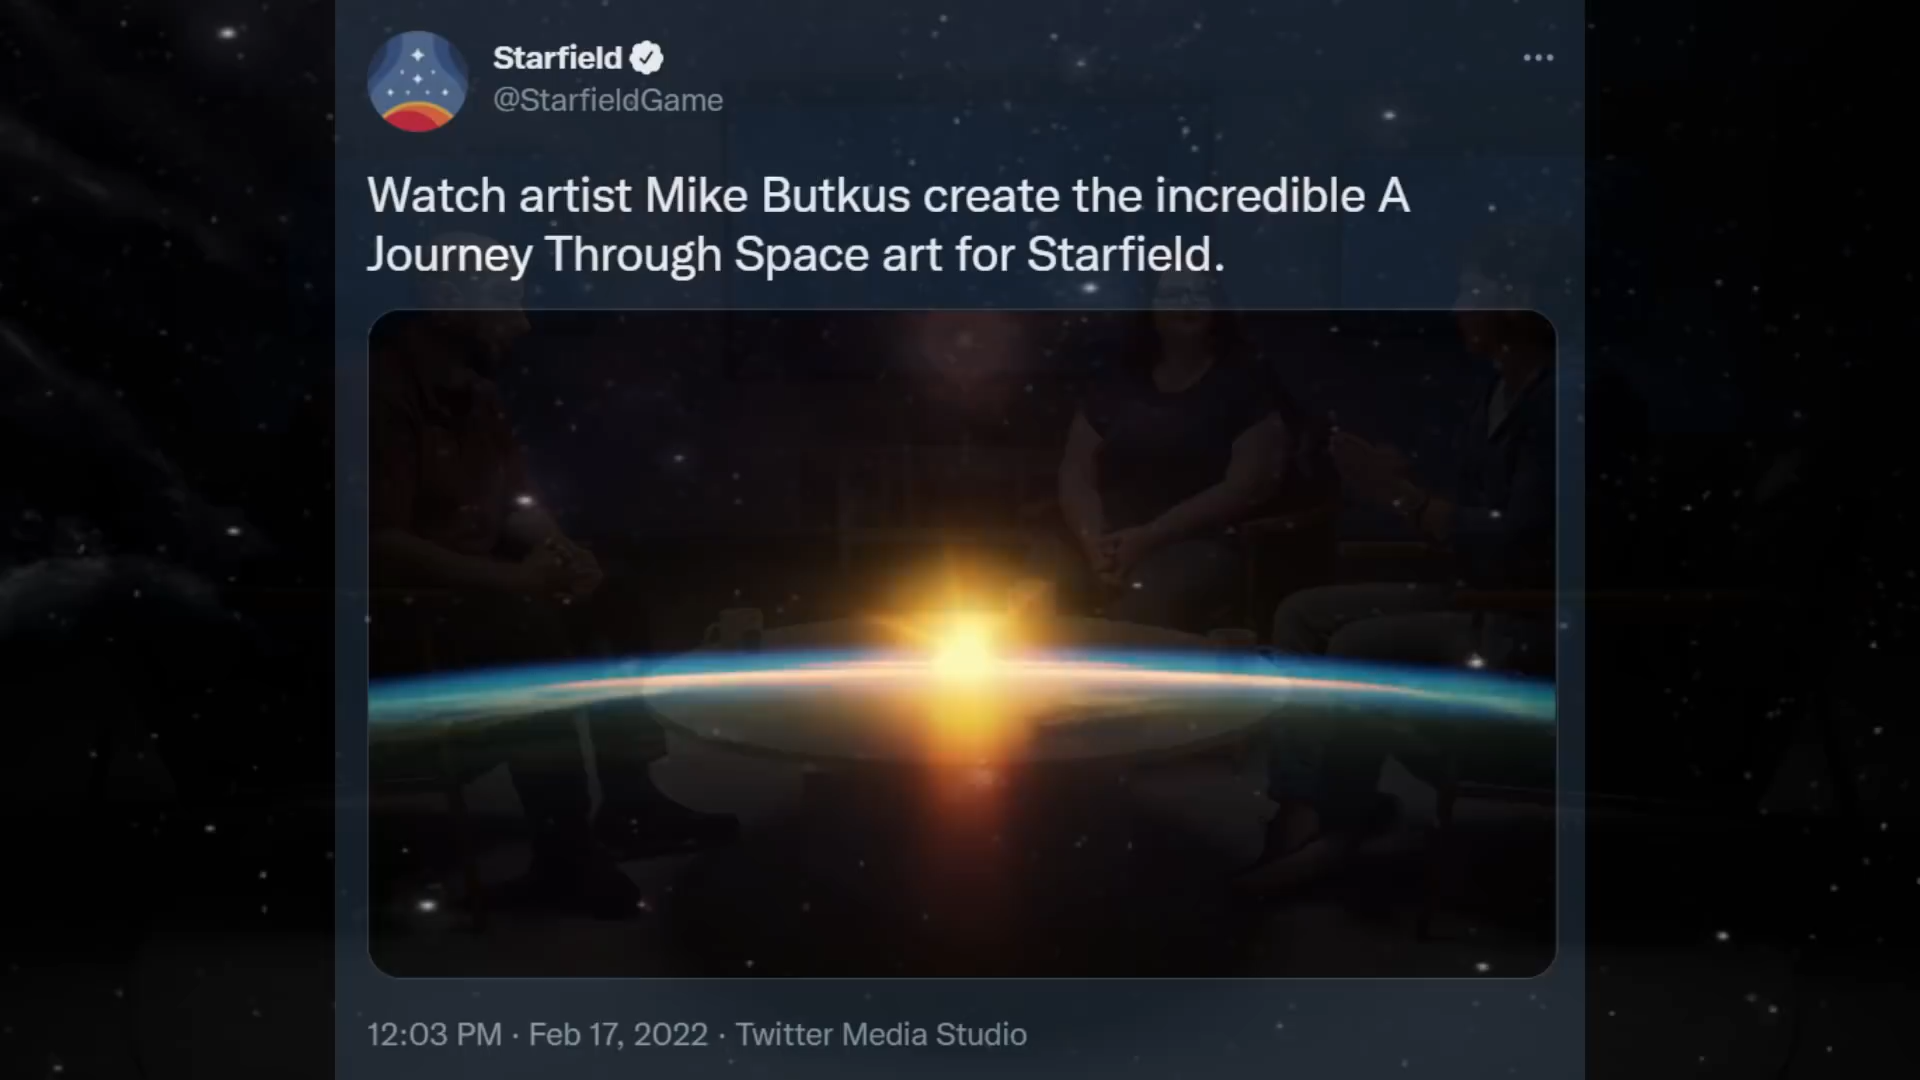 Starfield
@StarfieldGame
Watch artist Mike Butkus create the incredible A
Journey Through Space art for Starfield.
12:03 PM · Feb 17, 2022 · Twitter Media Studio